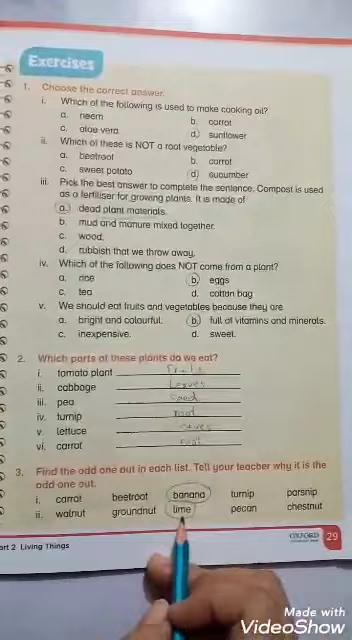 Exercises
1. Choose the correct answer.
i. Which of the following is used to make cooking oil?
a. neem b. carrot
c. aloe vera d. sunflower
ii. Which of these is NOT a root vegetable?
a. beetroot b. carrot
c. sweet potato d. cucumber
iii. Pick the best answer to complete the sentence. Compost is used
as a fertiliser for growing plants. It is made of
a. dead plant materials.
b. mud and manure mixed together.
c. wood.
d. rubbish that we throw away.
iv. Which of the following does NOT come from a plant?
a. rice b. eggs
c. tea d. cotton bag
v. We should eat fruits and vegetables because they are
a. bright and colourful. b. full of vitamins and minerals.
c. inexpensive. d. sweet.
2. Which parts of these plants do we eat?
i. tomato plant
ii. cabbage Leaves
iii. pea seed
iv. turnip root
v. lettuce
vi. carrot root
3. Find the odd one out in each list. Tell your teacher why it is the
odd one out.
i. carrot beetroot banana turnip parsnip
ii. walnut groundnut lime pecan chestnut
art 2 Living Things OXFORD 29
Made with
VideoShow